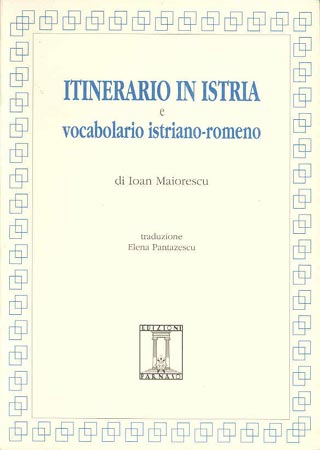 ITINERARIO IN ISTRIA
e
vocabolario istriano-romeno
di Ioan Maiorescu
traduzione
Elena Pantazescu
EDIZIONI
PARNASO